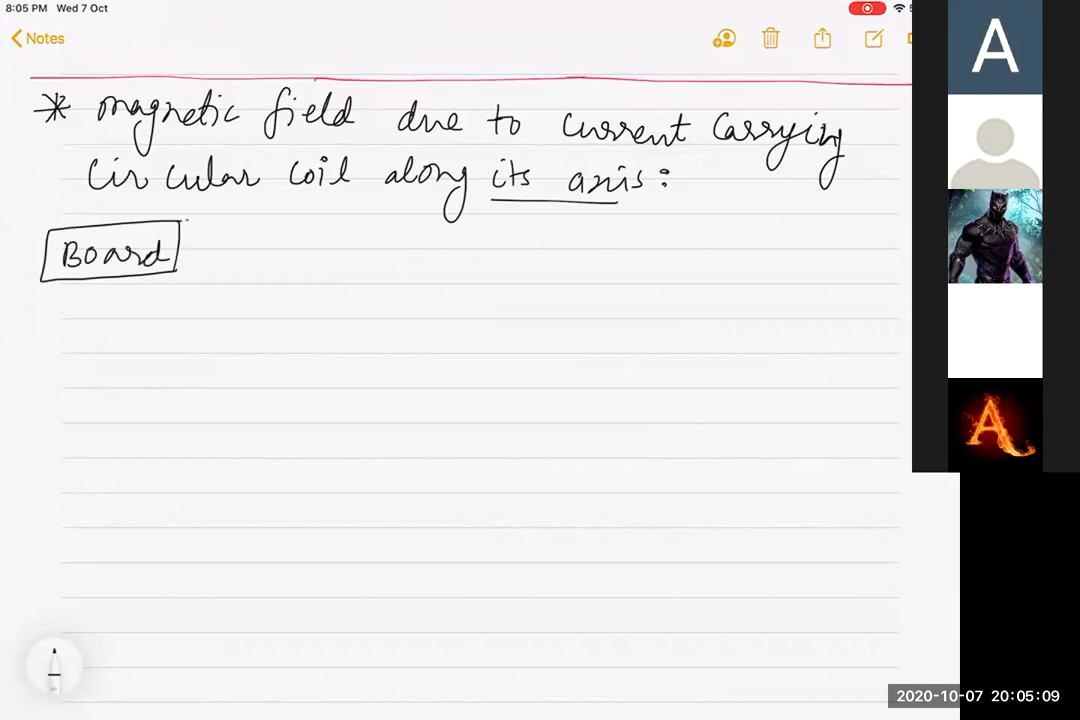 8:05 PM Wed 7 Oct
Notes
A
* magnetic field due to current carrying
circular coil along its axis:
Board
A
2020-10-07 20:05:09